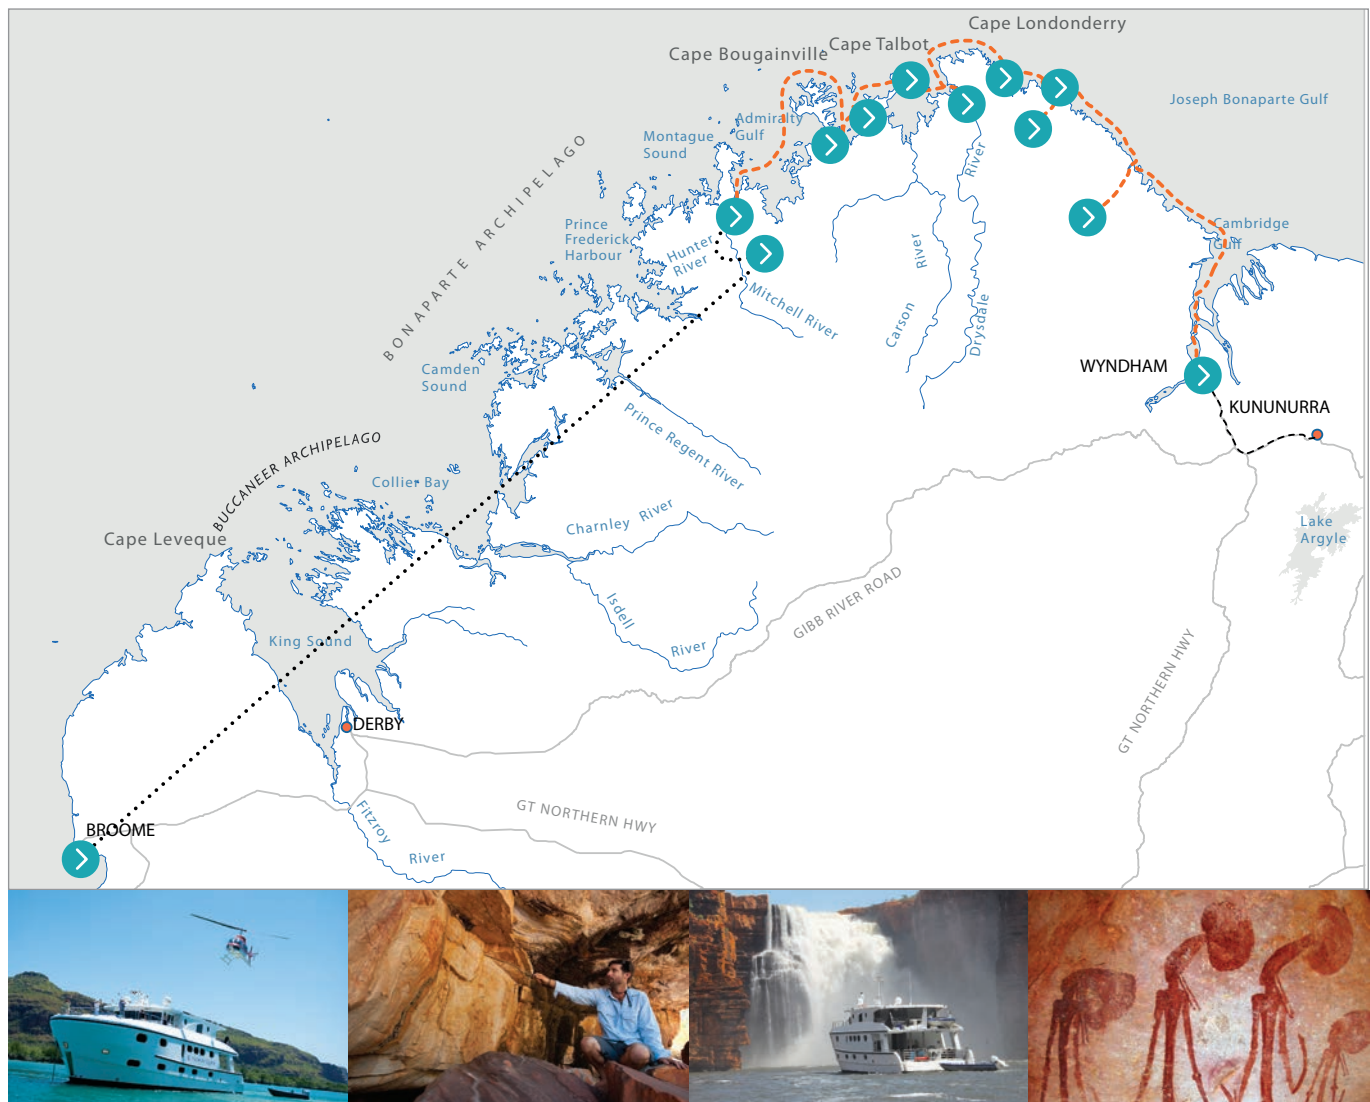 Cape Londonderry
Cape Talbot
Cape Bougainville
Joseph Bonaparte Gulf
Admiralty
Gulf
Montague
Sound
BONAPARTE ARCHIPELAGO
River
Prince
Frederick
Harbour
Cambridge
Gulf
Hunter
River
River
Mitchell River
Carson
Drysdale
Camden
Sound
WYNDHAM
KUNUNURRA
Prince Regent River
BUCCANEER ARCHIPELAGO
Collier Bay
Charnley River
Lake
Argyle
Cape Leveque
GIBB RIVER ROAD
Isdell
River
King Sound
GT NORTHERN HWY
DERBY
GT NORTHERN HWY
BROOME
Fitzroy
River